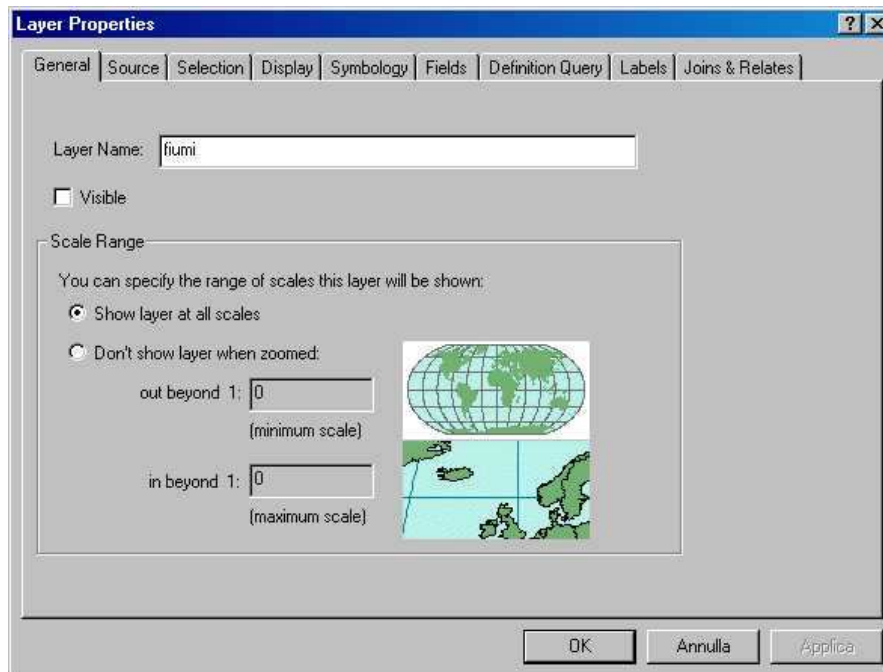 Layer Properties
General Source Selection Display Symbology Fields Definition Query Labels Joins & Relates
Layer Name: fiumi
Visible
Scale Range
You can specify the range of scales this layer will be shown:
Show layer at all scales
Don't show layer when zoomed:
out beyond 1: 0
(minimum scale)
in beyond 1: 0
(maximum scale)
OK Annulla Applica